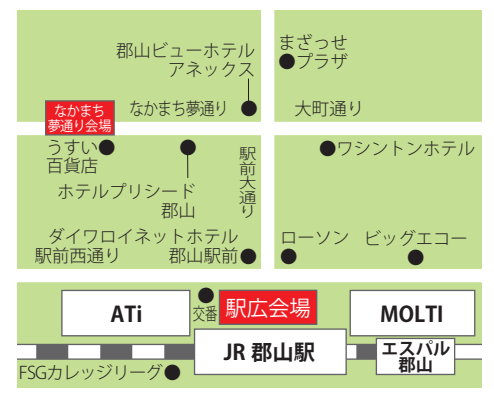 郡山ビューホテル
アネックス
まざっせ
プラザ
なかまち
夢通り会場
なかまち夢通り
大町通り
うすい
百貨店
駅前大通り
ワシントンホテル
ホテルプリシード
郡山
ダイワロイネットホテル
郡山駅前
駅前西通り
ローソン
ビッグエコー
ATi
交番
駅広会場
MOLTI
JR 郡山駅
エスパル
郡山
FSGカレッジリーグ